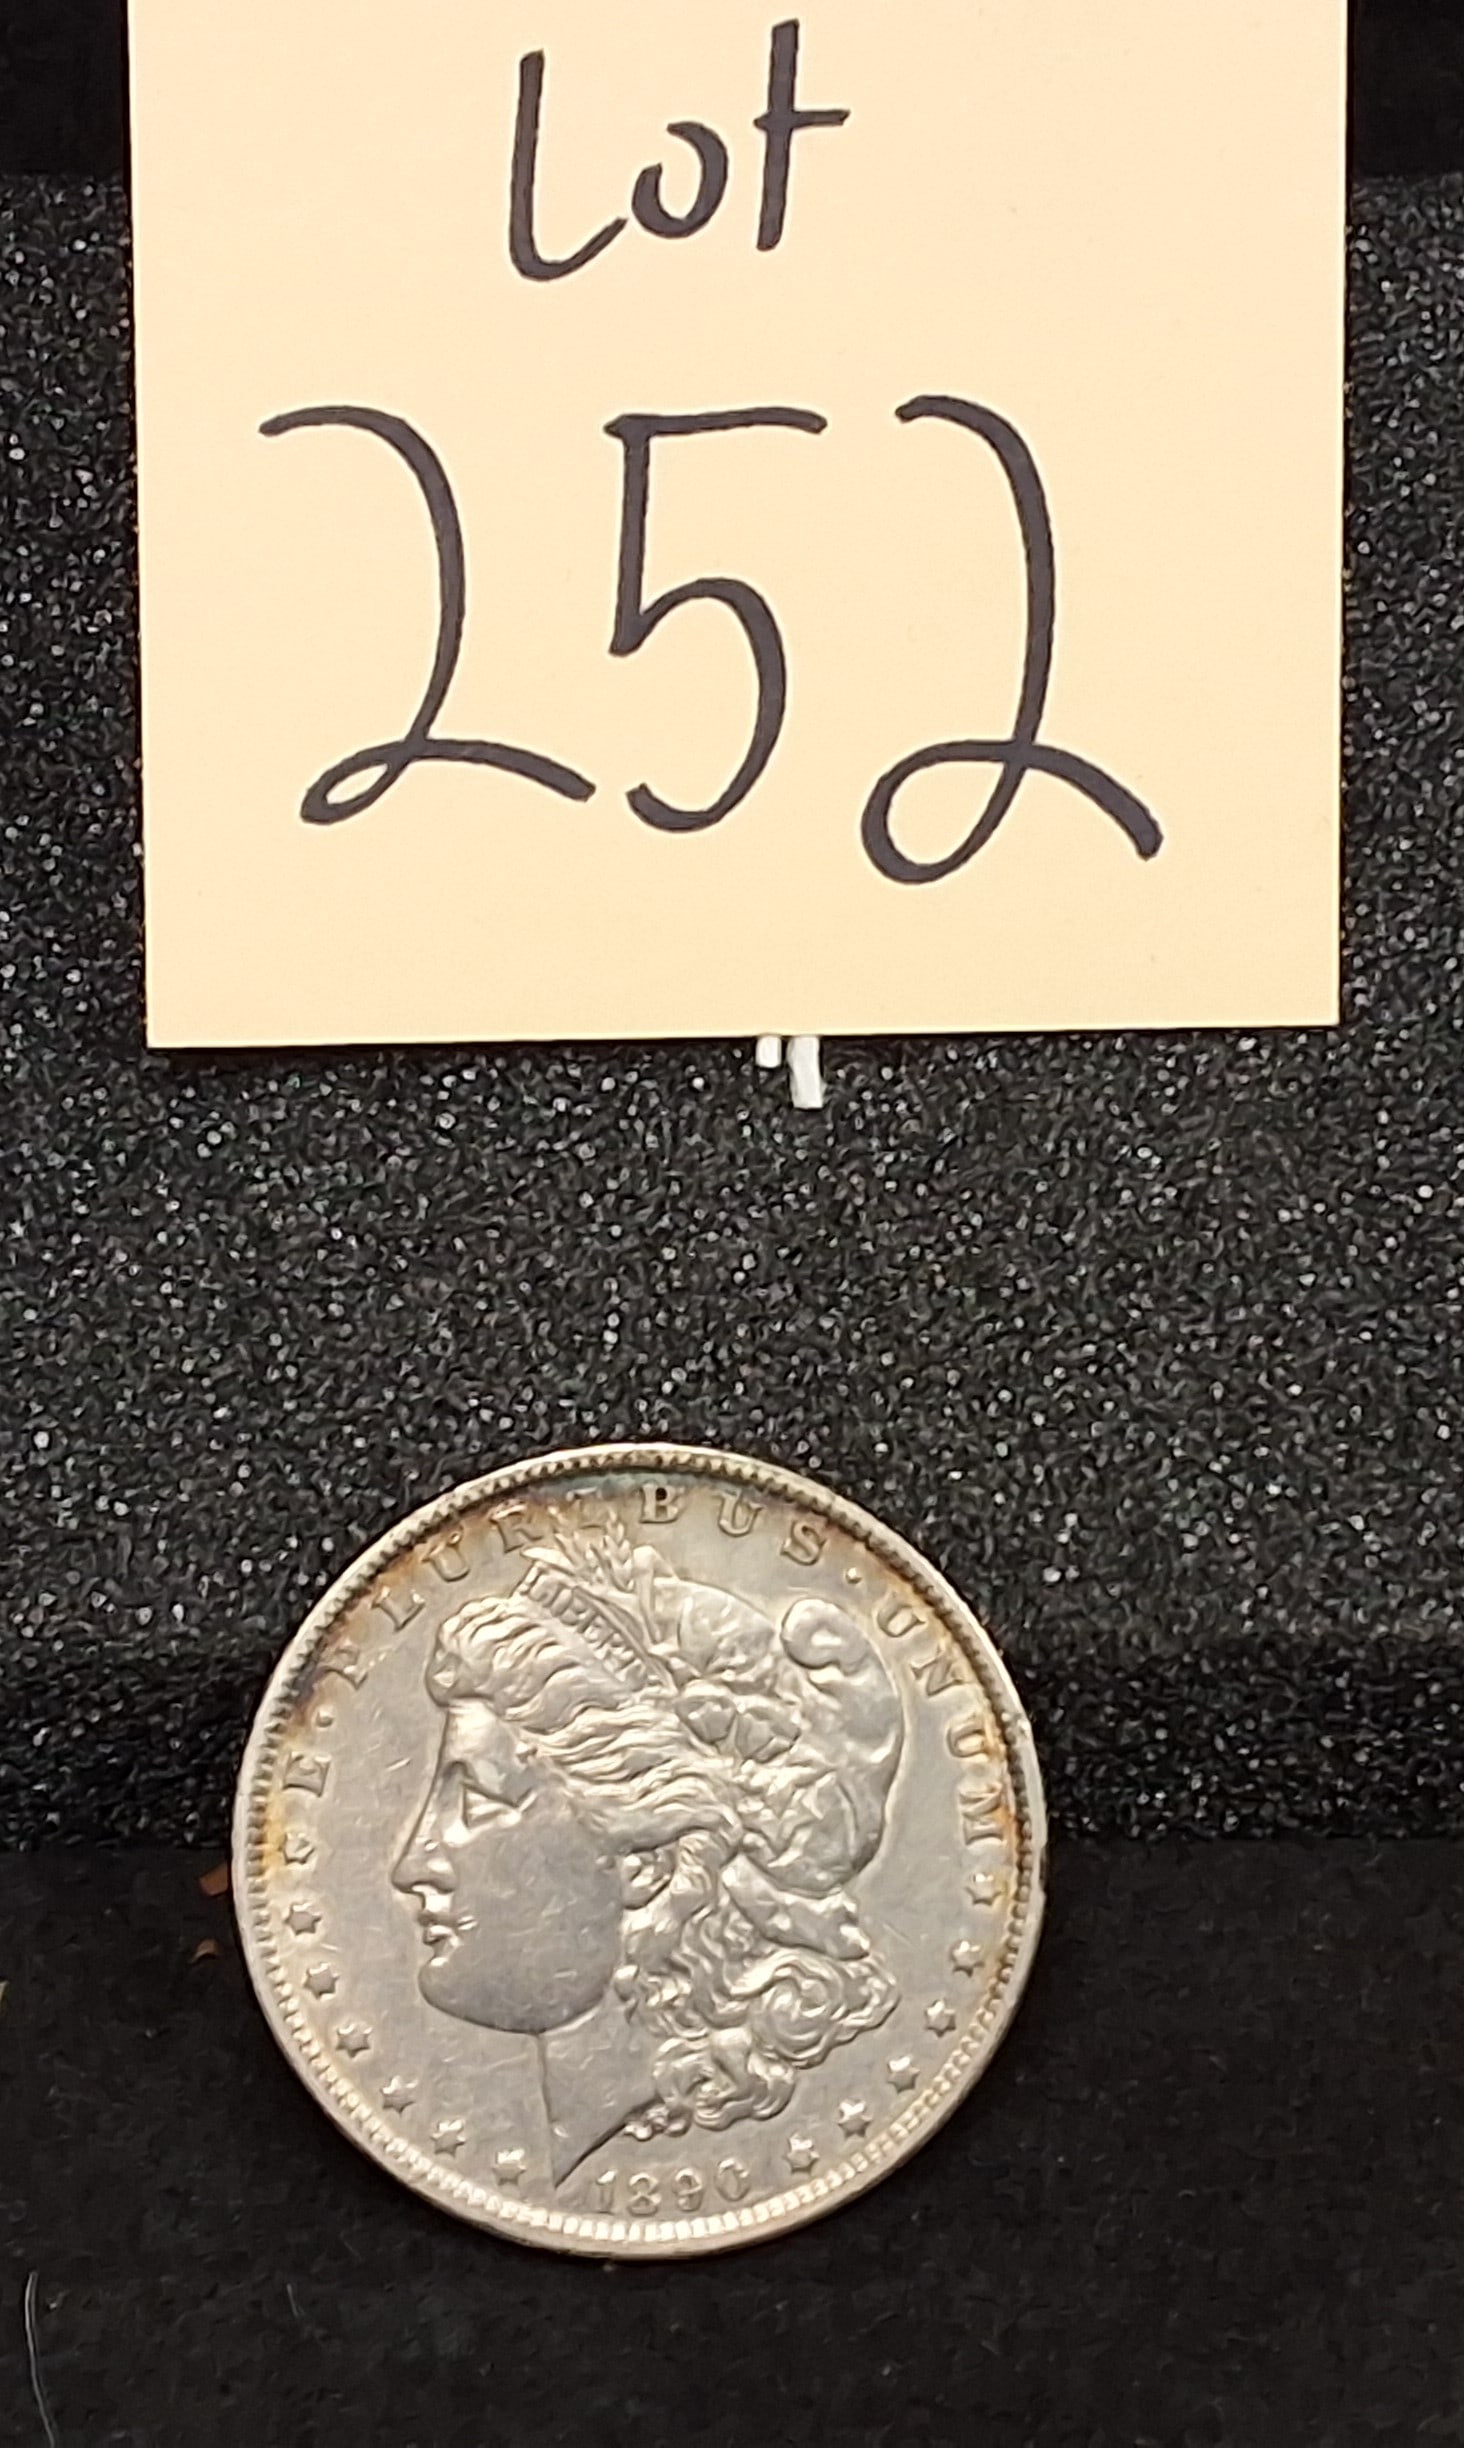 Lot
252
E · PLURIBUS · UNUM
LIBERTY
1890